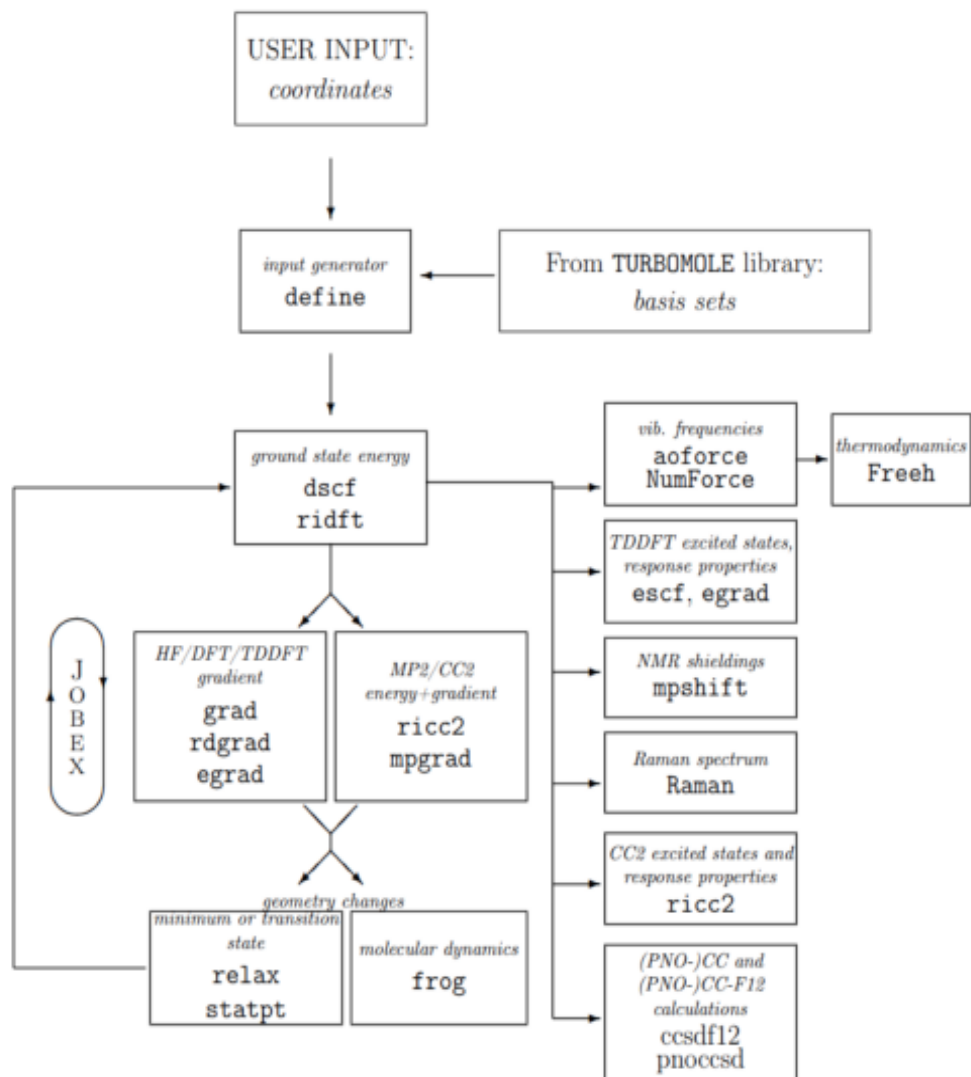 USER INPUT:
coordinates
input generator
define
From TURBOMOLE library:
basis sets
ground state energy
dscf
ridft
vib. frequencies
aoforce
NumForce
thermodynamics
Freeh
TDDFT excited states,
response properties
escf, egrad
J
O
B
E
X
HF/DFT/TDDFT
gradient
grad
rdgrad
egrad
MP2/CC2
energy+gradient
ricc2
mpgrad
NMR shieldings
mpshift
Raman spectrum
Raman
CC2 excited states and
response properties
ricc2
geometry changes
minimum or transition
state
relax
statpt
molecular dynamics
frog
(PNO-)CC and
(PNO-)CC-F12
calculations
ccsdf12
pnoccsd